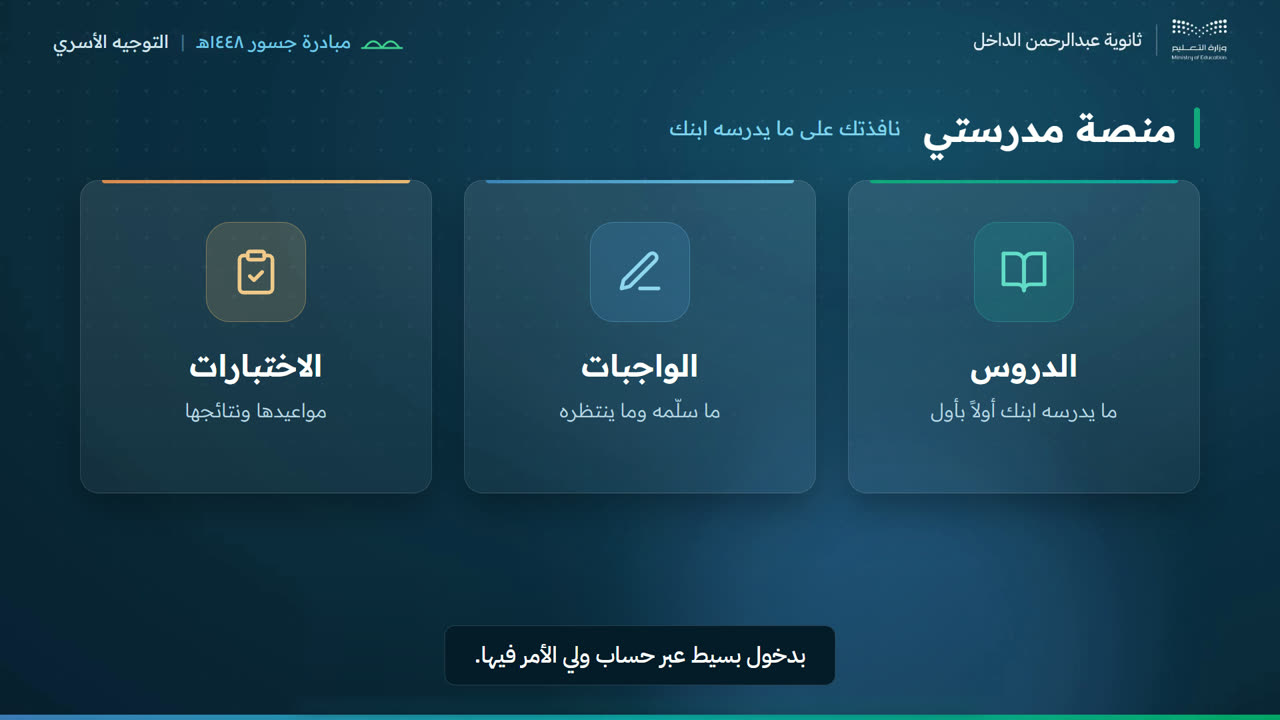 وزارة التعليم
Ministry of Education
ثانوية عبدالرحمن الداخل
مبادرة جسور ١٤٤٨هـ | التوجيه الأسري
منصة مدرستي
نافذتك على ما يدرسه ابنك
الدروس
ما يدرسه ابنك أولاً بأول
الواجبات
ما سلّمه وما ينتظره
الاختبارات
مواعيدها ونتائجها
بدخول بسيط عبر حساب ولي الأمر فيها.